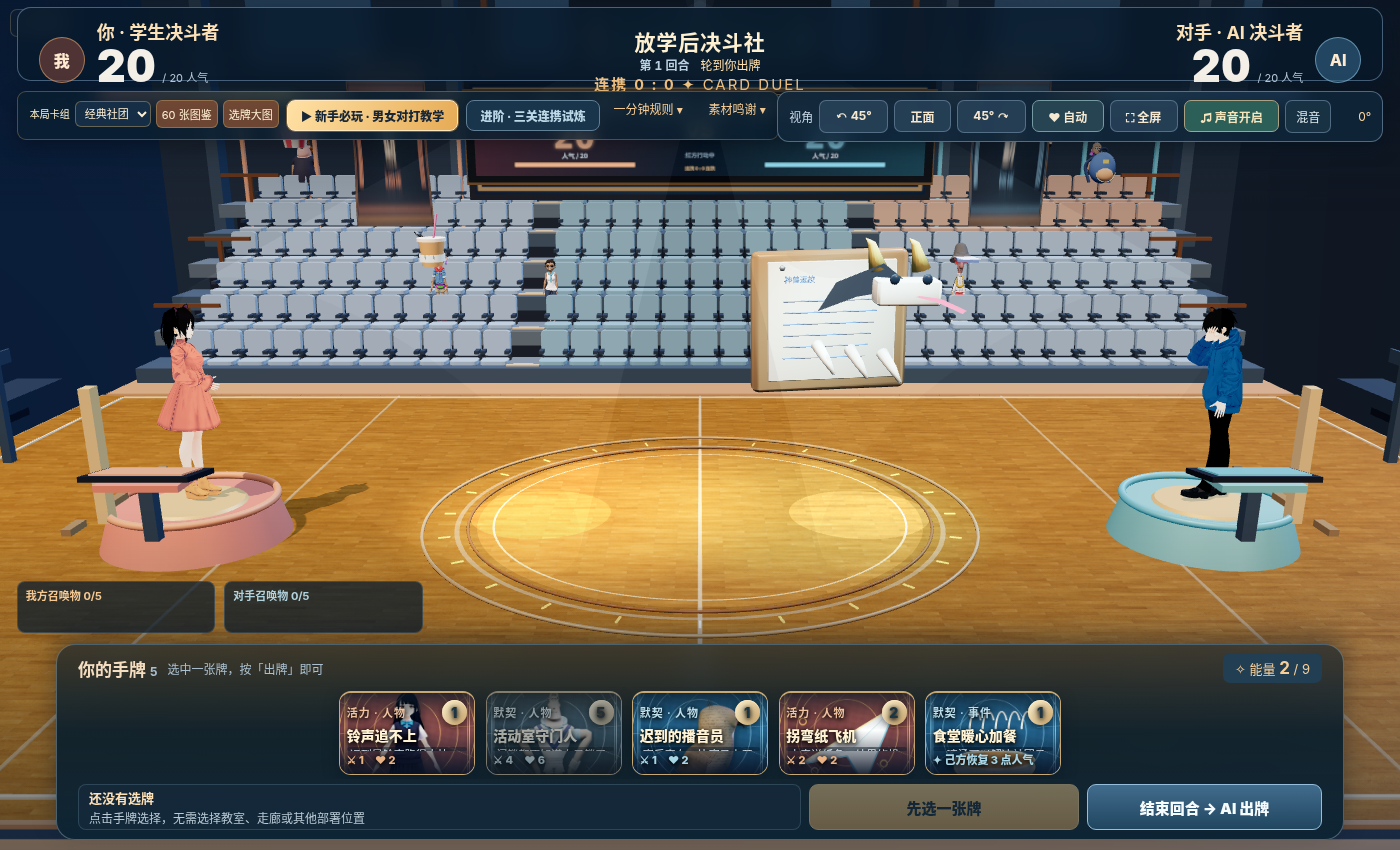 你 · 学生决斗者
我
20
/ 20 人气
放学后决斗社
第 1 回合 轮到你出牌
连携 0 : 0 ✦ CARD DUEL
对手 · AI 决斗者
20
/ 20 人气
AI
本局卡组
经典社团
60 张图鉴
选牌大图
▶ 新手必玩 · 男女对打教学
进阶 · 三关连携试炼
一分钟规则 ▾
素材鸣谢 ▾
视角
↶ 45°
正面
45° ↷
♥ 自动
⛶ 全屏
♫ 声音开启
混音
0°
20
人气 / 20
20
人气 / 20
我方召唤物 0/5
对手召唤物 0/5
你的手牌 5 选中一张牌，按「出牌」即可
✧ 能量 2 / 9
活力 · 人物 1
铃声追不上
⚔ 1 ♥ 2
默契 · 人物 5
活动室守门人
⚔ 4 ♥ 6
默契 · 人物 1
迟到的播音员
⚔ 1 ♥ 2
活力 · 人物 2
拐弯纸飞机
⚔ 2 ♥ 2
默契 · 事件 1
食堂暖心加餐
✦ 己方恢复 3 点人气
还没有选牌
点击手牌选择，无需选择教室、走廊或其他部署位置
先选一张牌
结束回合 → AI 出牌